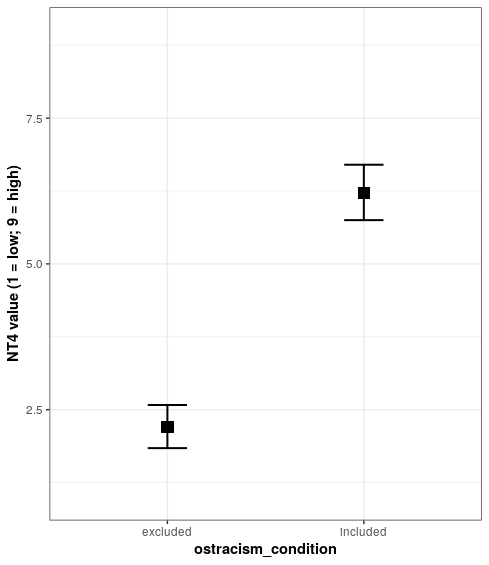 NT4 value (1 = low; 9 = high)
7.5
5.0
2.5
excluded included
ostracism_condition